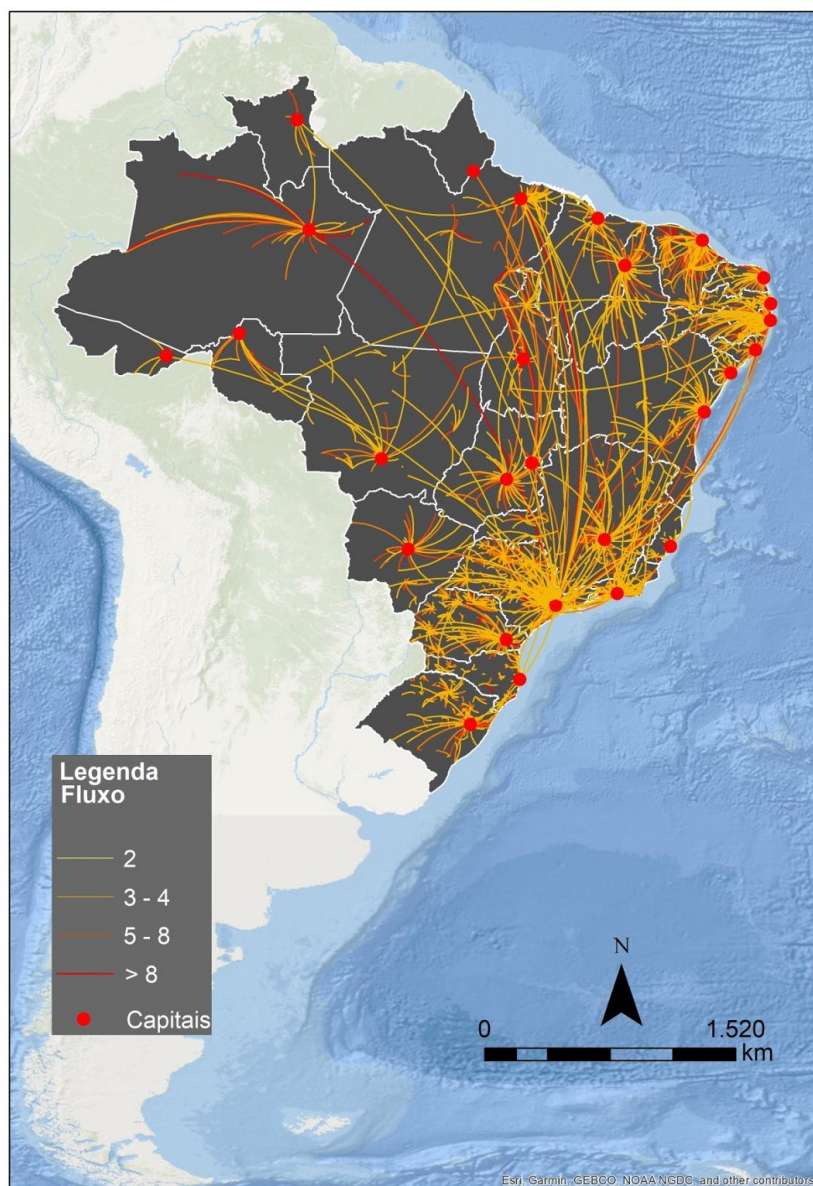 Legenda
Fluxo
2
3 - 4
5 - 8
> 8
Capitais
N
0
1.520
km
Esri, Garmin, GEBCO, NOAA NGDC, and other contributors